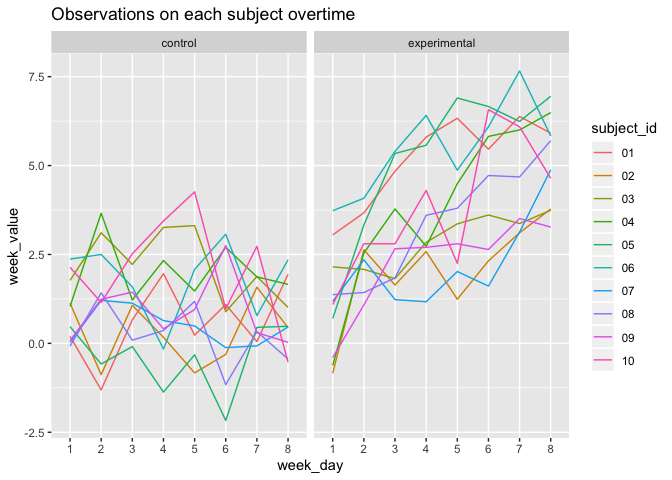 Observations on each subject overtime
control experimental
week_value
7.5
5.0
2.5
0.0
-2.5
1 2 3 4 5 6 7 8 1 2 3 4 5 6 7 8
week_day
subject_id
01
02
03
04
05
06
07
08
09
10